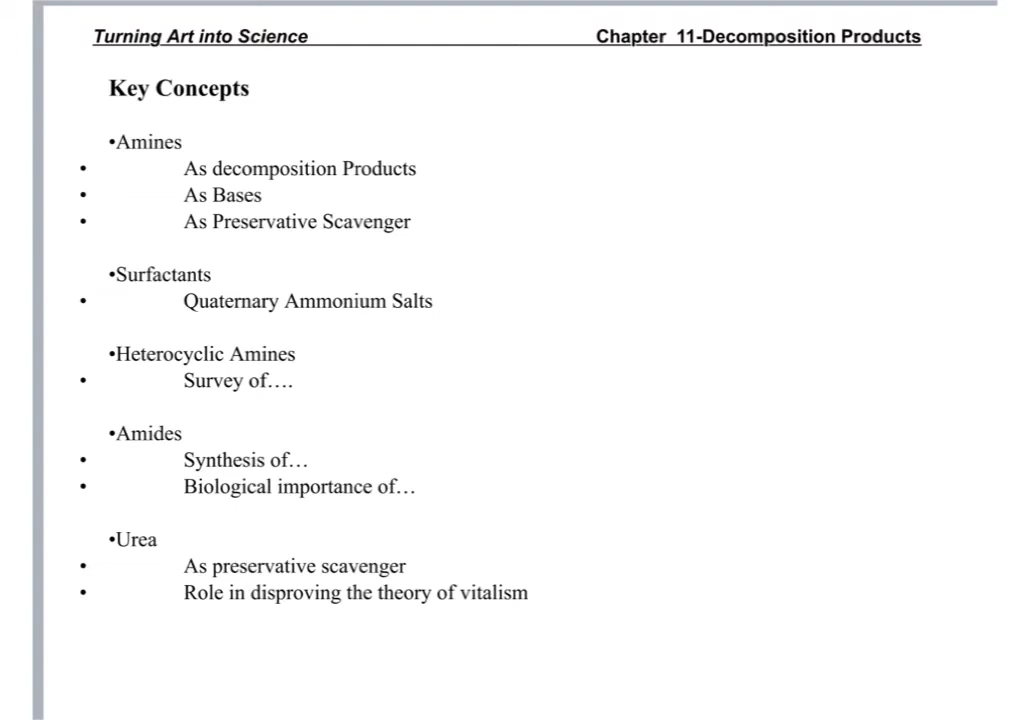 Turning Art into Science Chapter 11-Decomposition Products
Key Concepts
•Amines
• As decomposition Products
• As Bases
• As Preservative Scavenger
•Surfactants
• Quaternary Ammonium Salts
•Heterocyclic Amines
• Survey of….
•Amides
• Synthesis of…
• Biological importance of…
•Urea
• As preservative scavenger
• Role in disproving the theory of vitalism